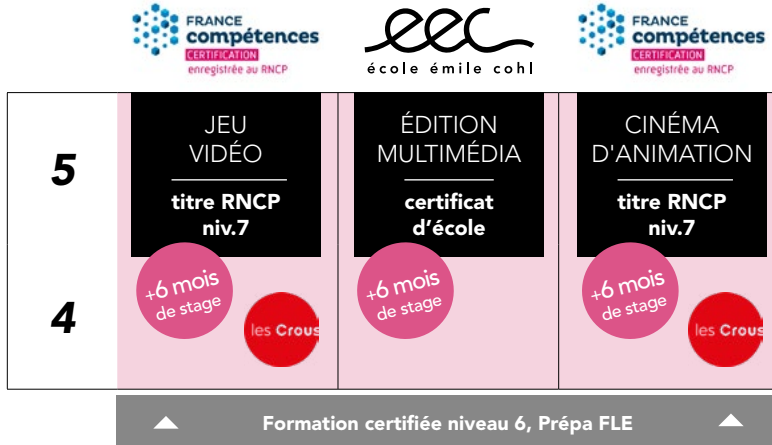 FRANCE
compétences
CERTIFICATION
enregistrée au RNCP
eec
école émile cohl
FRANCE
compétences
CERTIFICATION
enregistrée au RNCP
5
JEU
VIDÉO
titre RNCP
niv.7
ÉDITION
MULTIMÉDIA
certificat
d'école
CINÉMA
D'ANIMATION
titre RNCP
niv.7
4
+6 mois
de stage
les Crous
+6 mois
de stage
+6 mois
de stage
les Crous
Formation certifiée niveau 6, Prépa FLE